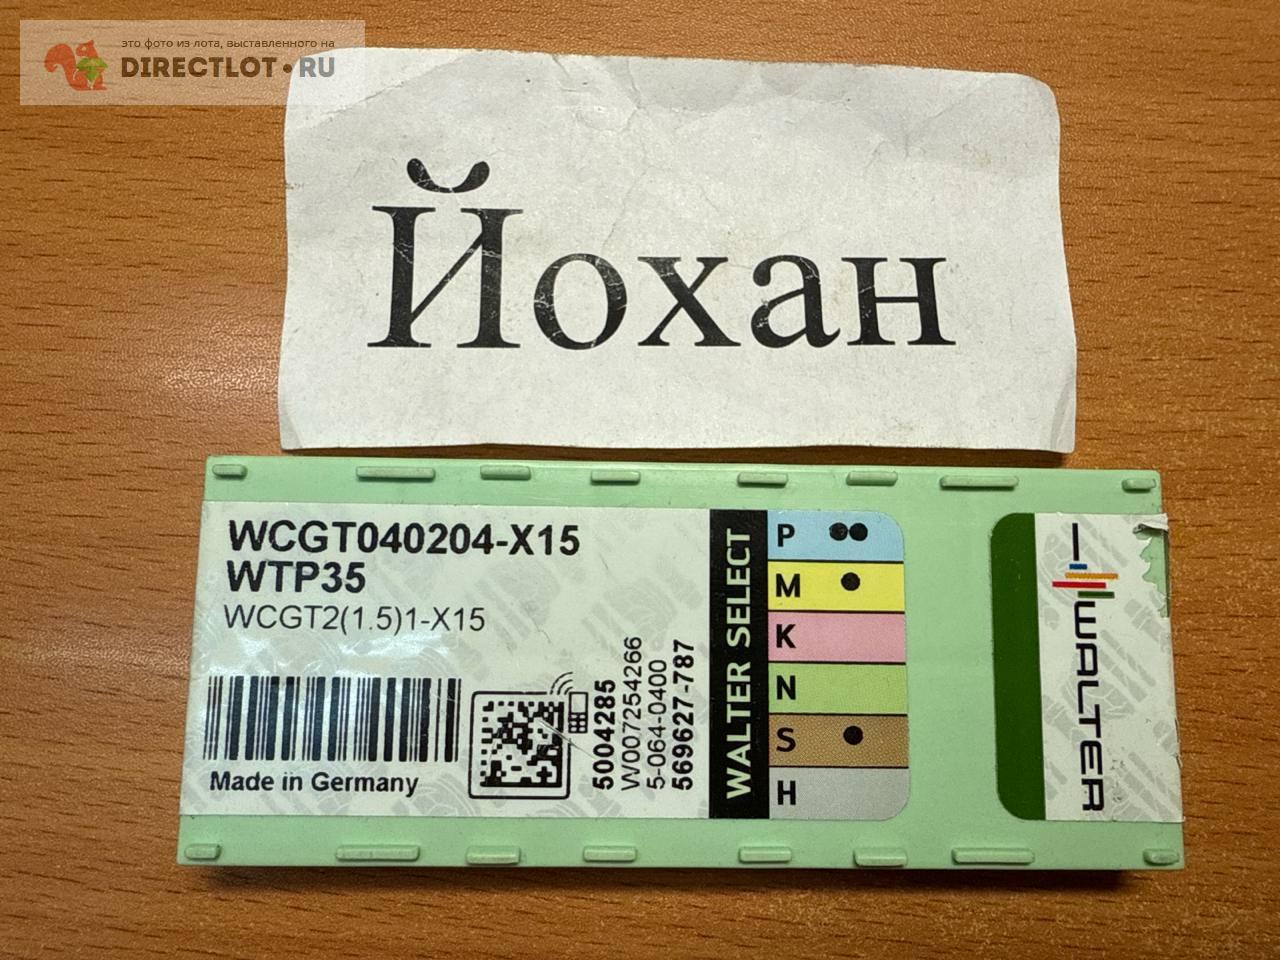 это фото из лота, выставленного на
DIRECTLOT.RU
Йохан
WCGT040204-X15
WTP35
WCGT2(1.5)1-X15
Made in Germany
5004285
W007254266
5-064-0400
569627-787
WALTER SELECT
P
M
K
N
S
H
WALTER